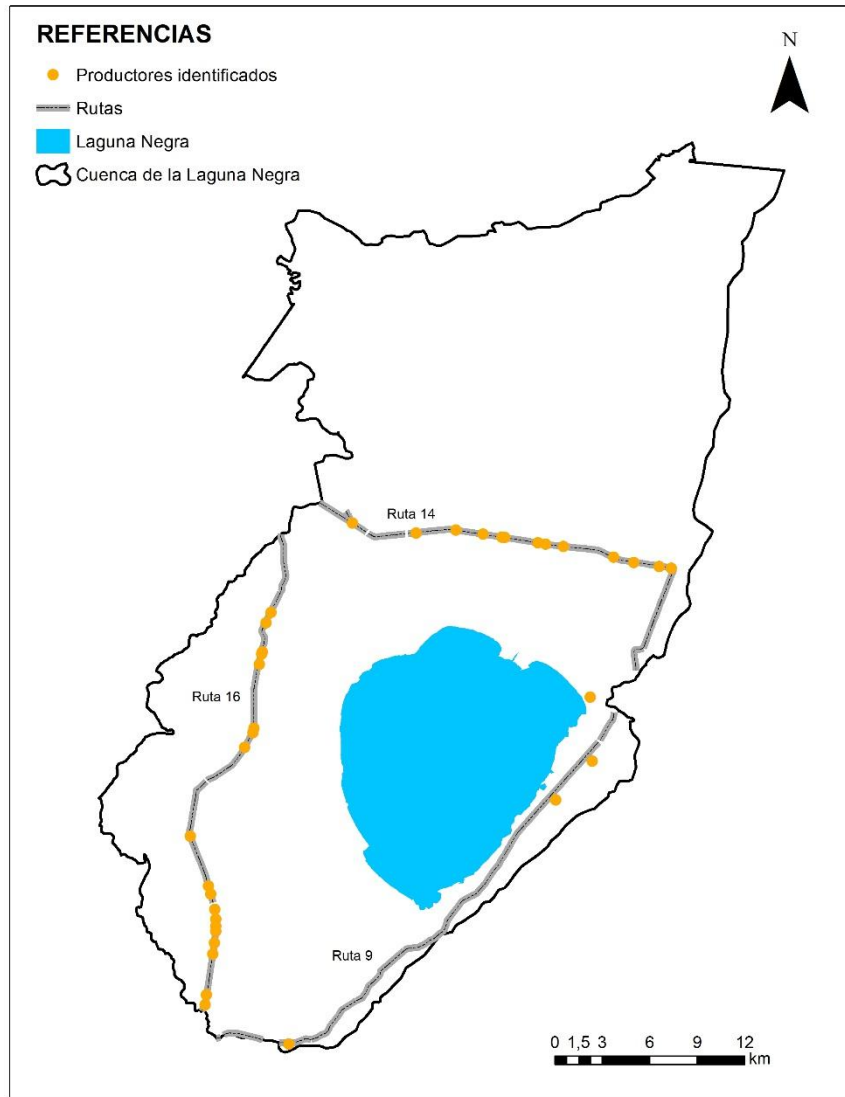 REFERENCIAS
Productores identificados
Rutas
Laguna Negra
Cuenca de la Laguna Negra
N
Ruta 14
Ruta 16
Ruta 9
0 1,5 3 6 9 12
km